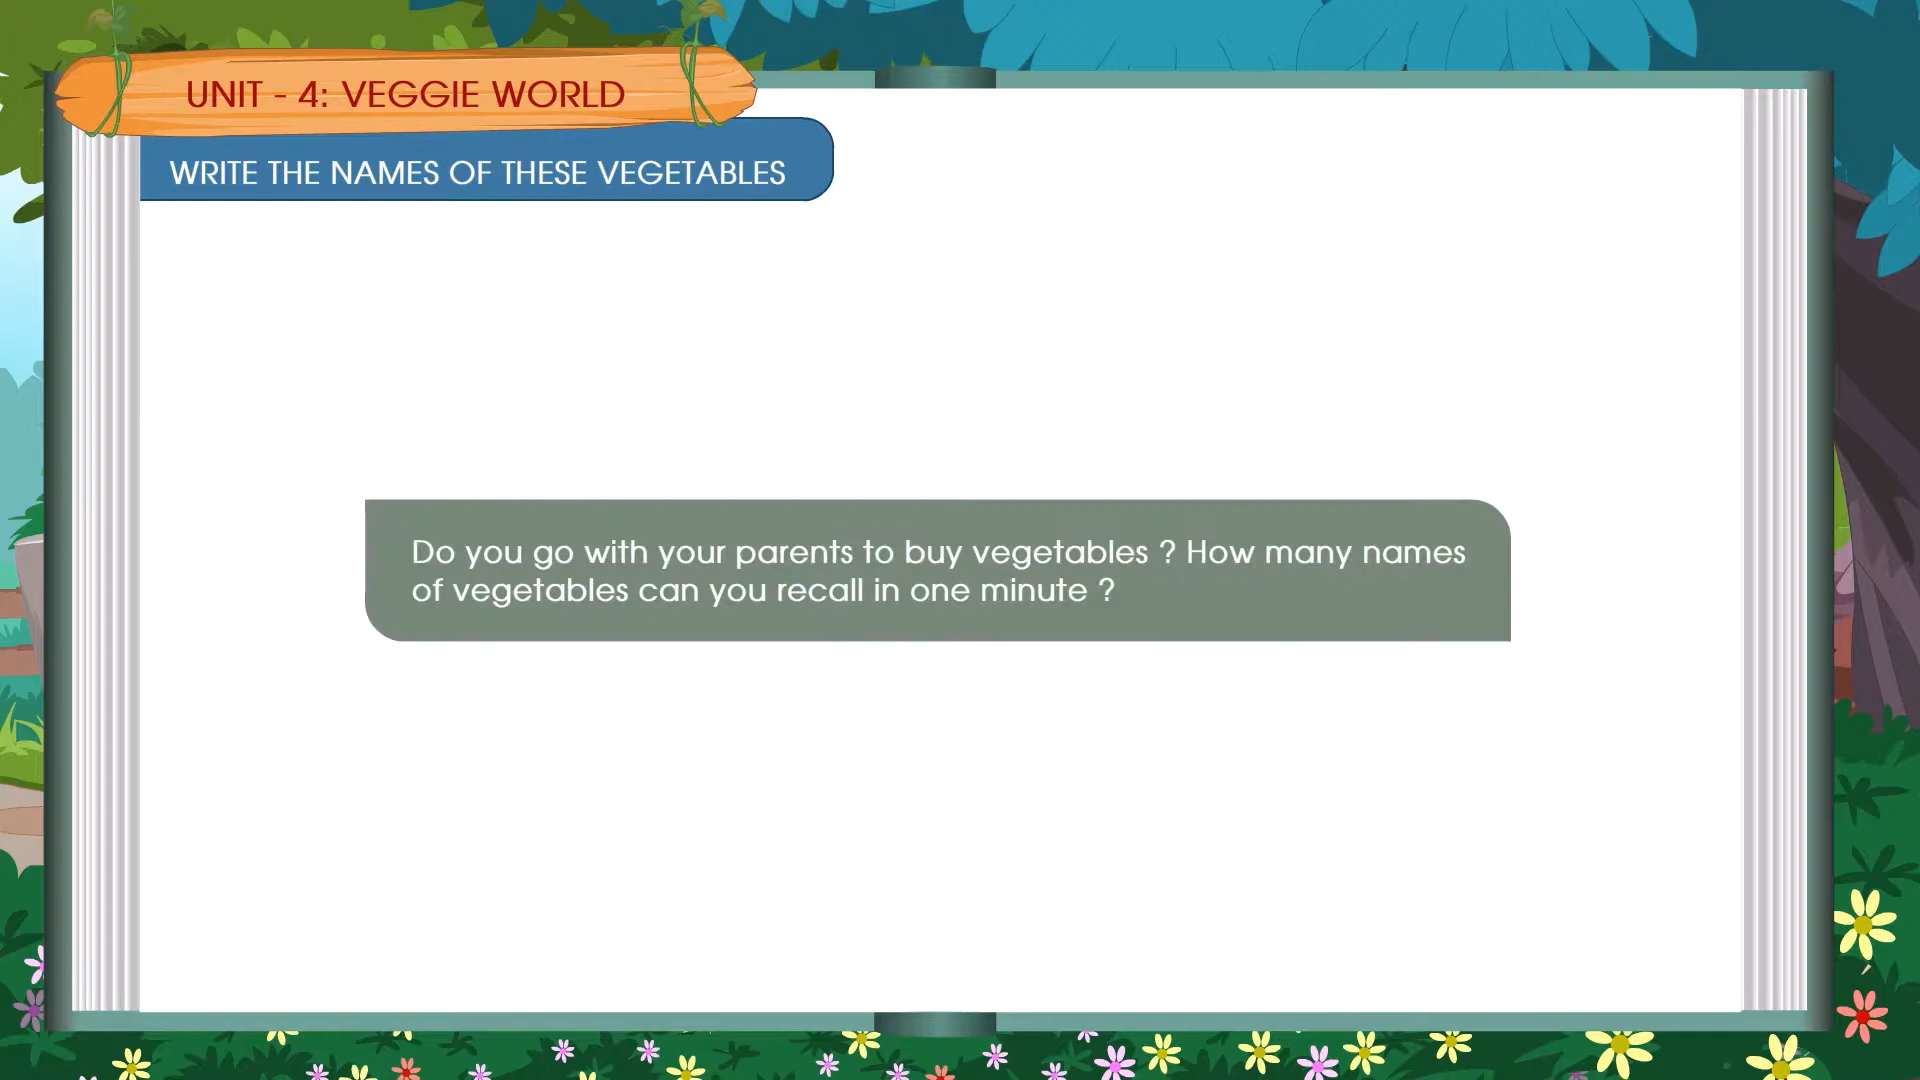 UNIT - 4: VEGGIE WORLD
WRITE THE NAMES OF THESE VEGETABLES
Do you go with your parents to buy vegetables ? How many names
of vegetables can you recall in one minute ?